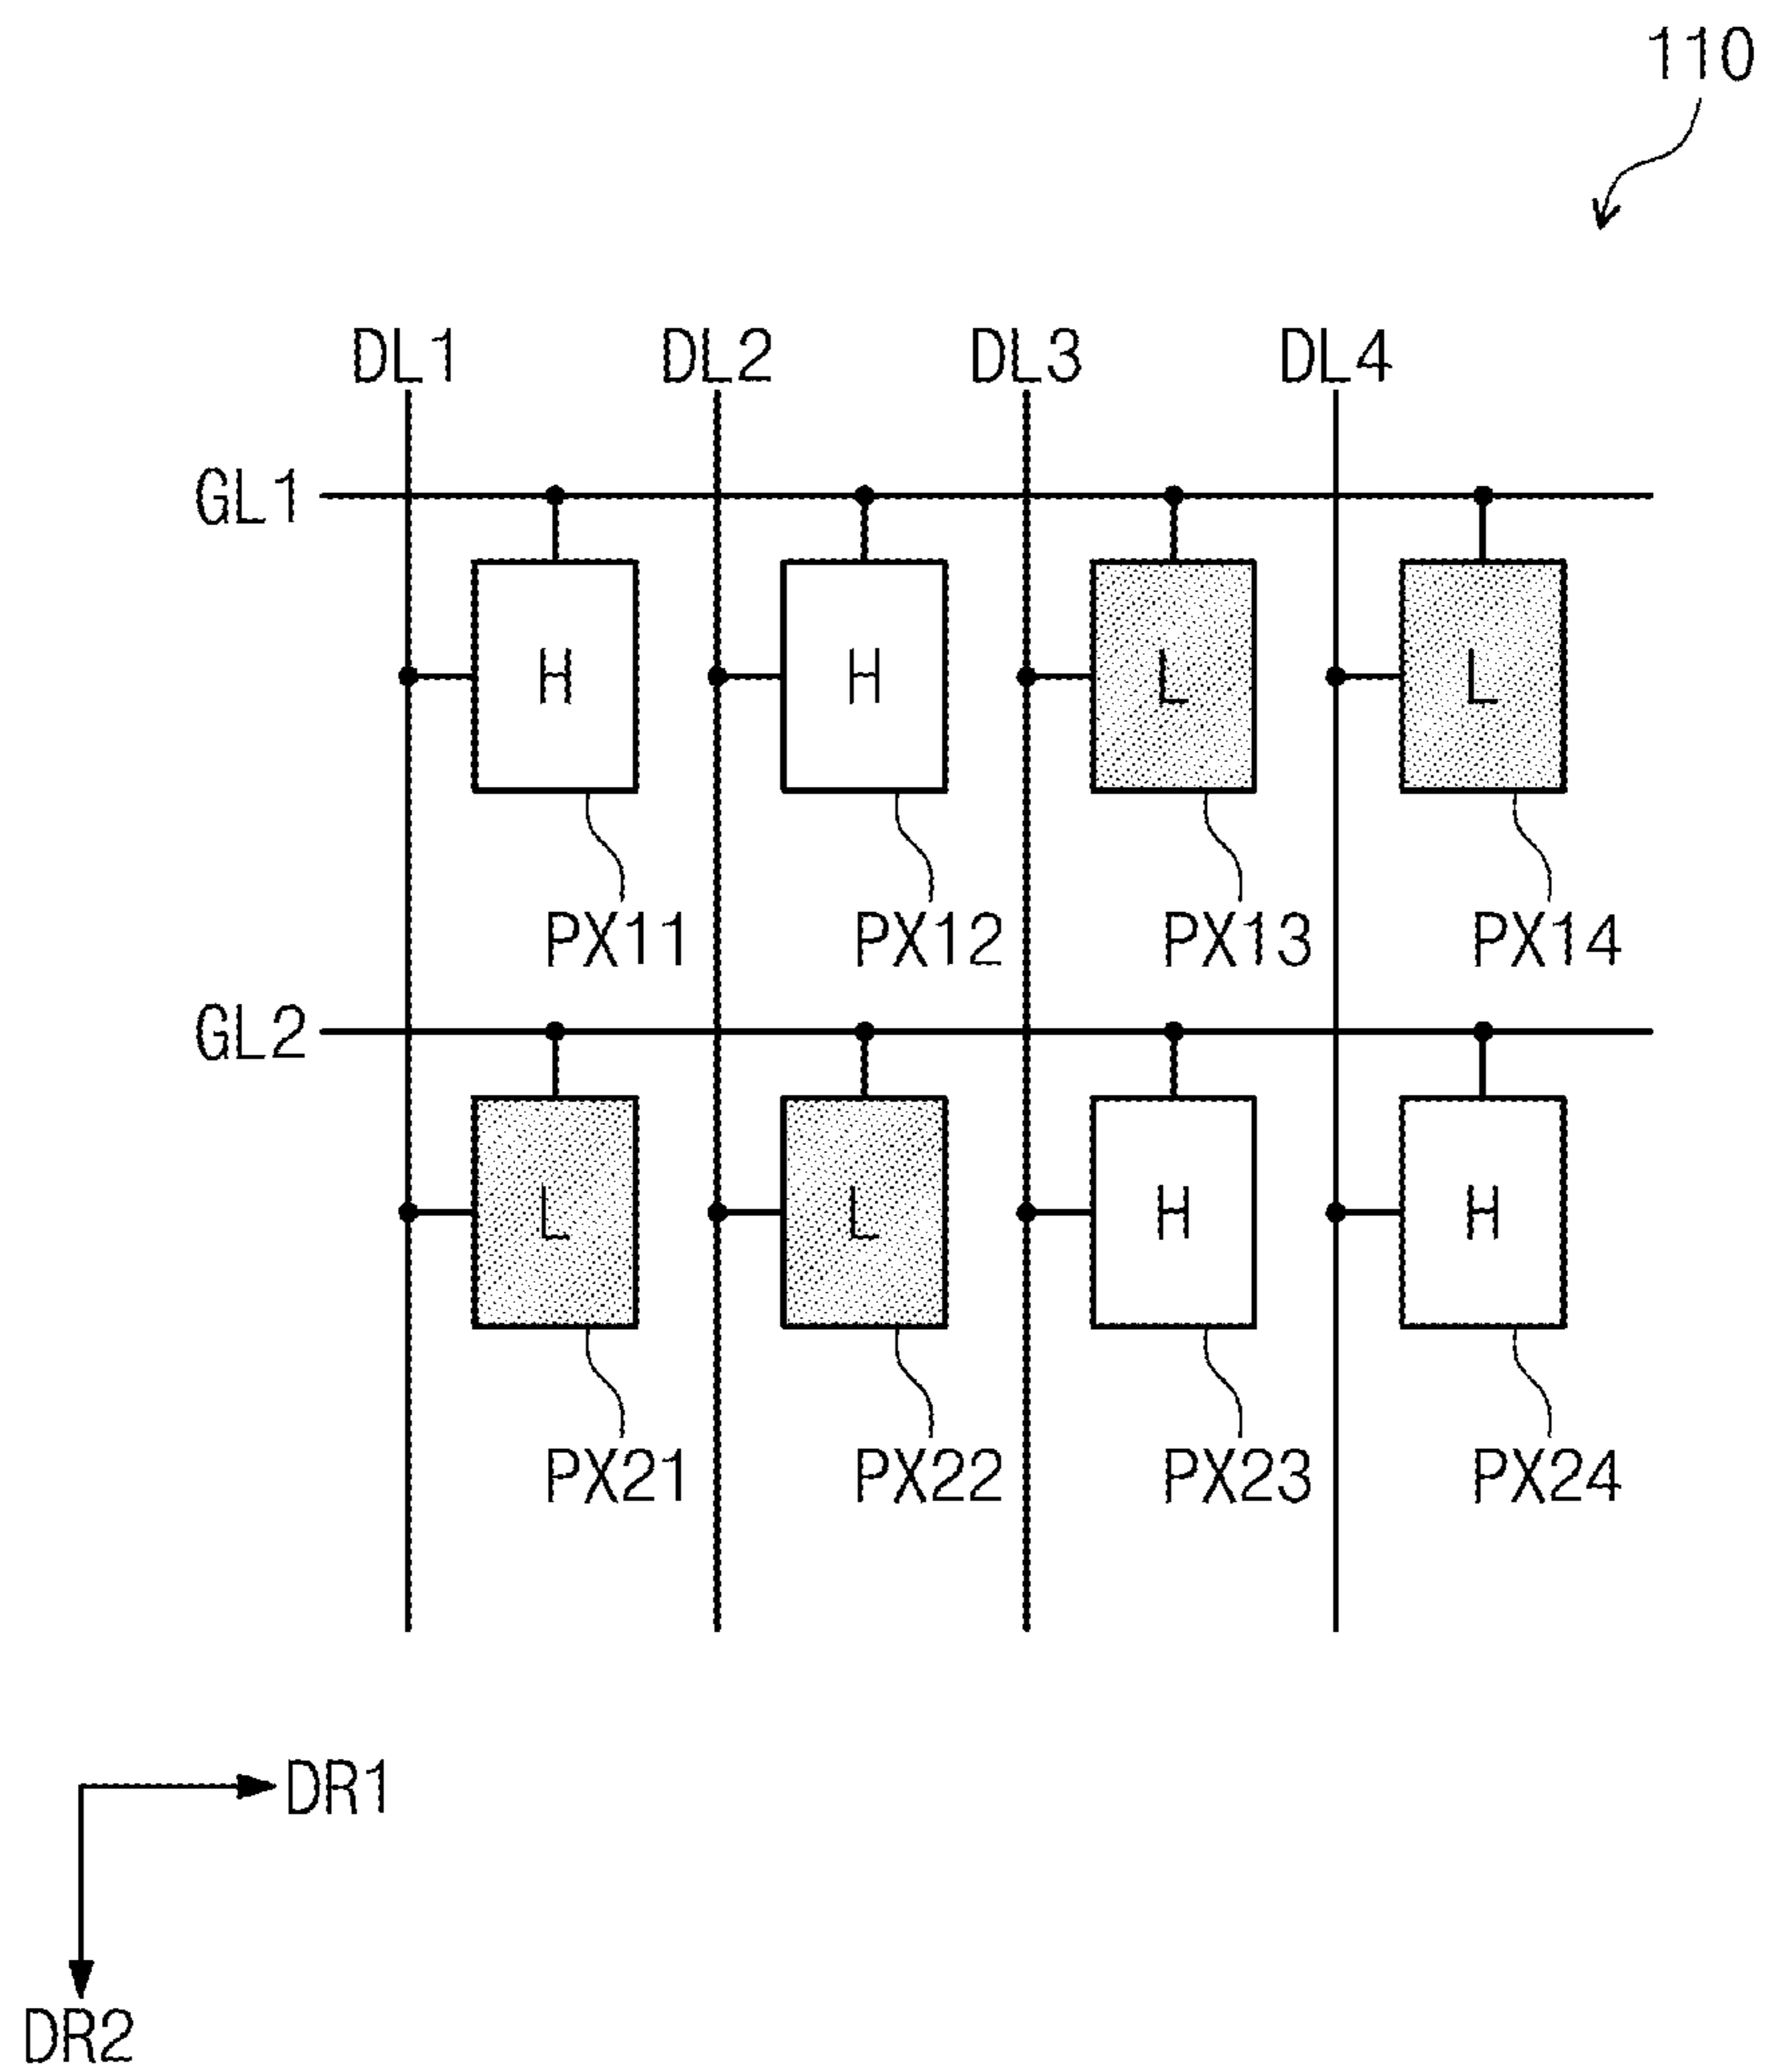 110
DL1 DL2 DL3 DL4
GL1
H H L L
PX11 PX12 PX13 PX14
GL2
L L H H
PX21 PX22 PX23 PX24
DR1
DR2